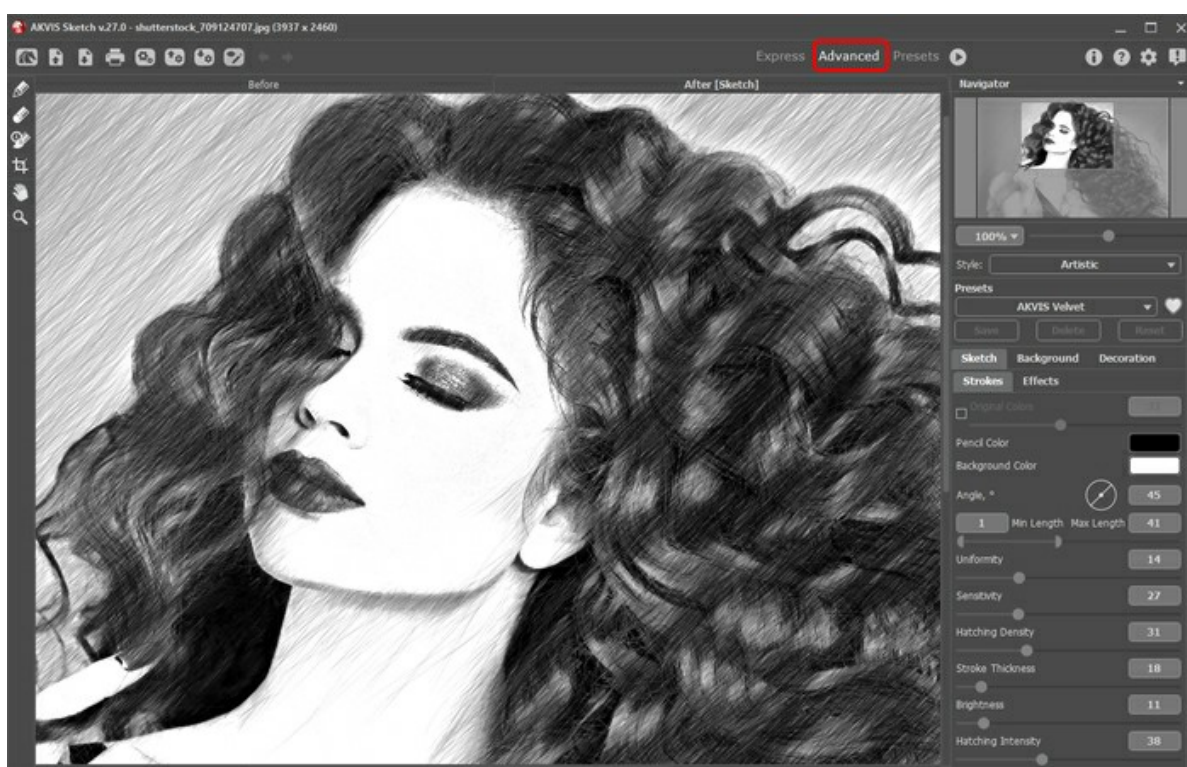 AKVIS Sketch v.27.0 - shutterstock_709124707.jpg (3937 x 2460)
Express Advanced Presets
Before After [Sketch] Navigator
100%
Style: Artistic
Presets
AKVIS Velvet
Save Delete Reset
Sketch Background Decoration
Strokes Effects
Original Colors
Pencil Color
Background Color
Angle, ° 45
1 Min Length Max Length 41
Uniformity 14
Sensitivity 27
Hatching Density 31
Stroke Thickness 18
Brightness 11
Hatching Intensity 38